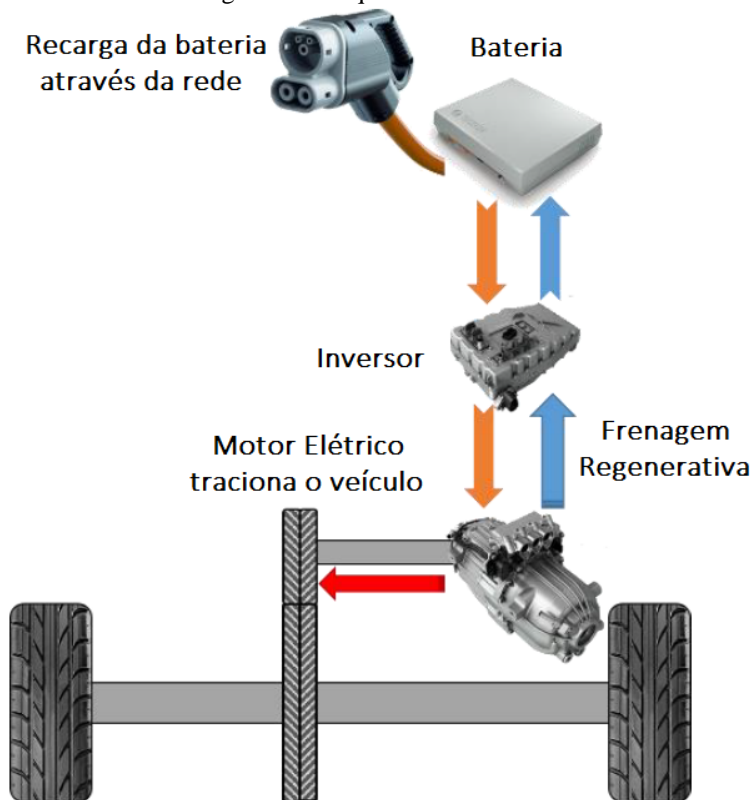 Recarga da bateria
através da rede
Bateria
Inversor
Motor Elétrico
traciona o veículo
Frenagem
Regenerativa